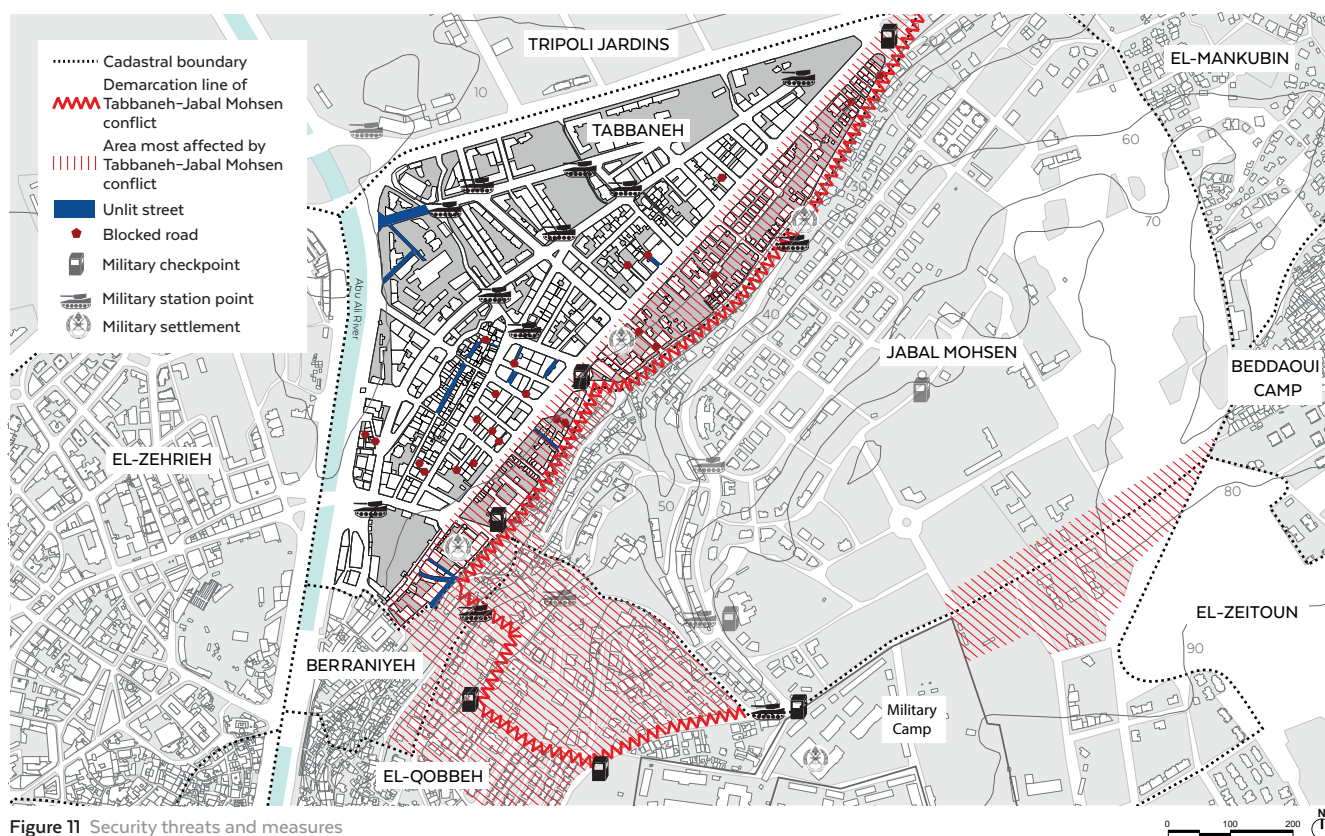 Cadastral boundary
Demarcation line of
Tabbaneh–Jabal Mohsen
conflict
Area most affected by
Tabbaneh–Jabal Mohsen
conflict
Unlit street
Blocked road
Military checkpoint
Military station point
Military settlement
TRIPOLI JARDINS
EL-MANKUBIN
TABBANEH
10
20
30
60
70
50
40
Abu Ali River
JABAL MOHSEN
BEDDAOUI
CAMP
EL-ZEHRIEH
50
80
EL-ZEITOUN
BERRANIYEH
90
Military
Camp
EL-QOBBEH
Figure 11 Security threats and measures
0 100 200
N